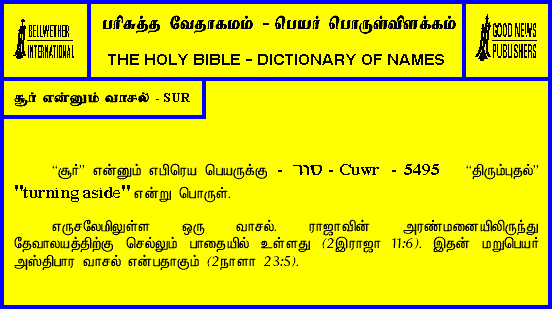 BELLWETHER
INTERNATIONAL
பரிசுத்த வேதாகமம் - பெயர் பொருள்விளக்கம்
THE HOLY BIBLE - DICTIONARY OF NAMES
GOOD NEWS
PUBLISHERS
சூர் என்னும் வாசல் - SUR
“சூர்” என்னும் எபிரெய பெயருக்கு - סור - Cuwr - 5495 “திரும்புதல்”
"turning aside" என்று பொருள்.
எருசலேமிலுள்ள ஒரு வாசல். ராஜாவின் அரண்மனையிலிருந்து
தேவாலயத்திற்கு செல்லும் பாதையில் உள்ளது (2இராஜா 11:6). இதன் மறுபெயர்
அஸ்திபார வாசல் என்பதாகும் (2நாளா 23:5).